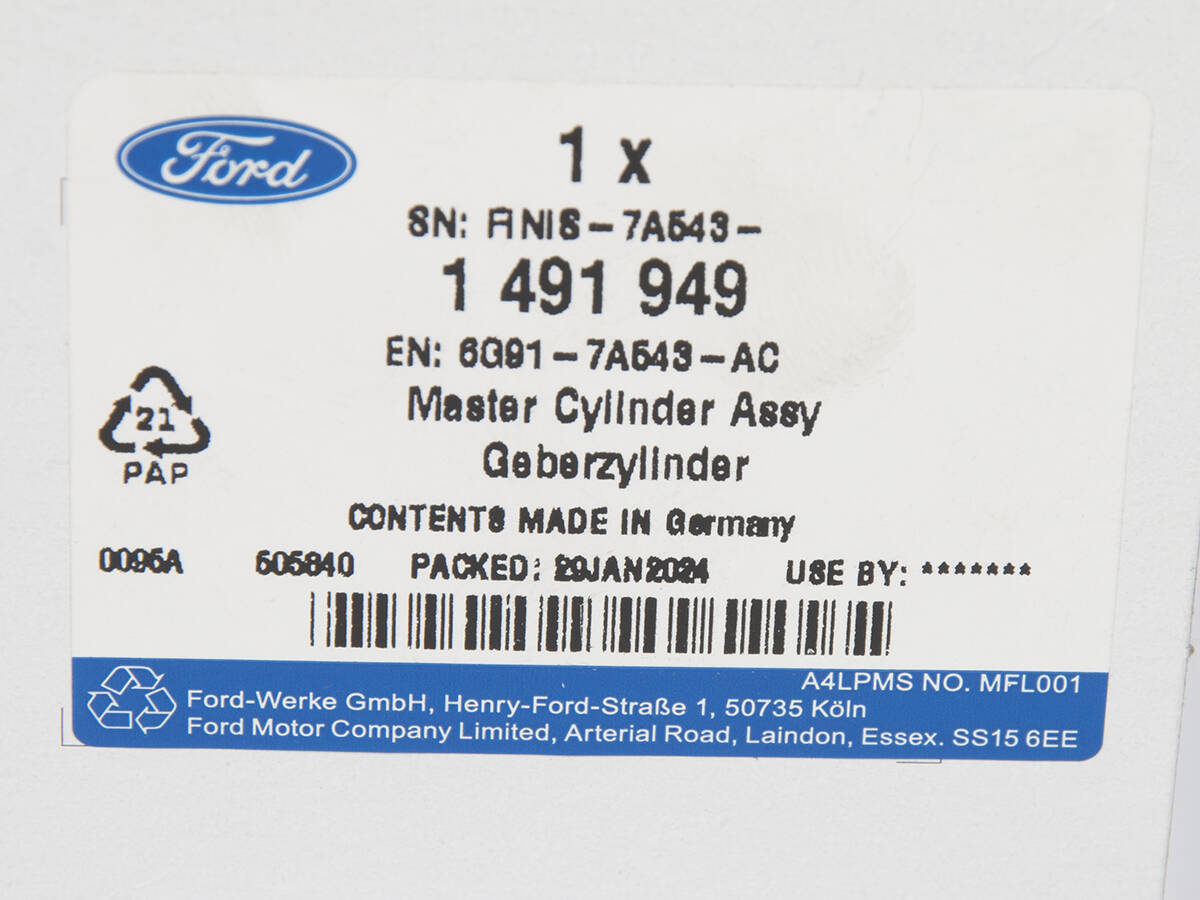 Ford
1 x
SN: FINIS-7A543-
1 491 949
EN: 6G91-7A543-AC
Master Cylinder Assy
Geberzylinder
21
PAP
CONTENTS MADE IN Germany
0095A 505840 PACKED: 29JAN2024 USE BY: *******
A4LPMS NO. MFL001
Ford-Werke GmbH, Henry-Ford-Straße 1, 50735 Köln
Ford Motor Company Limited, Arterial Road, Laindon, Essex. SS15 6EE